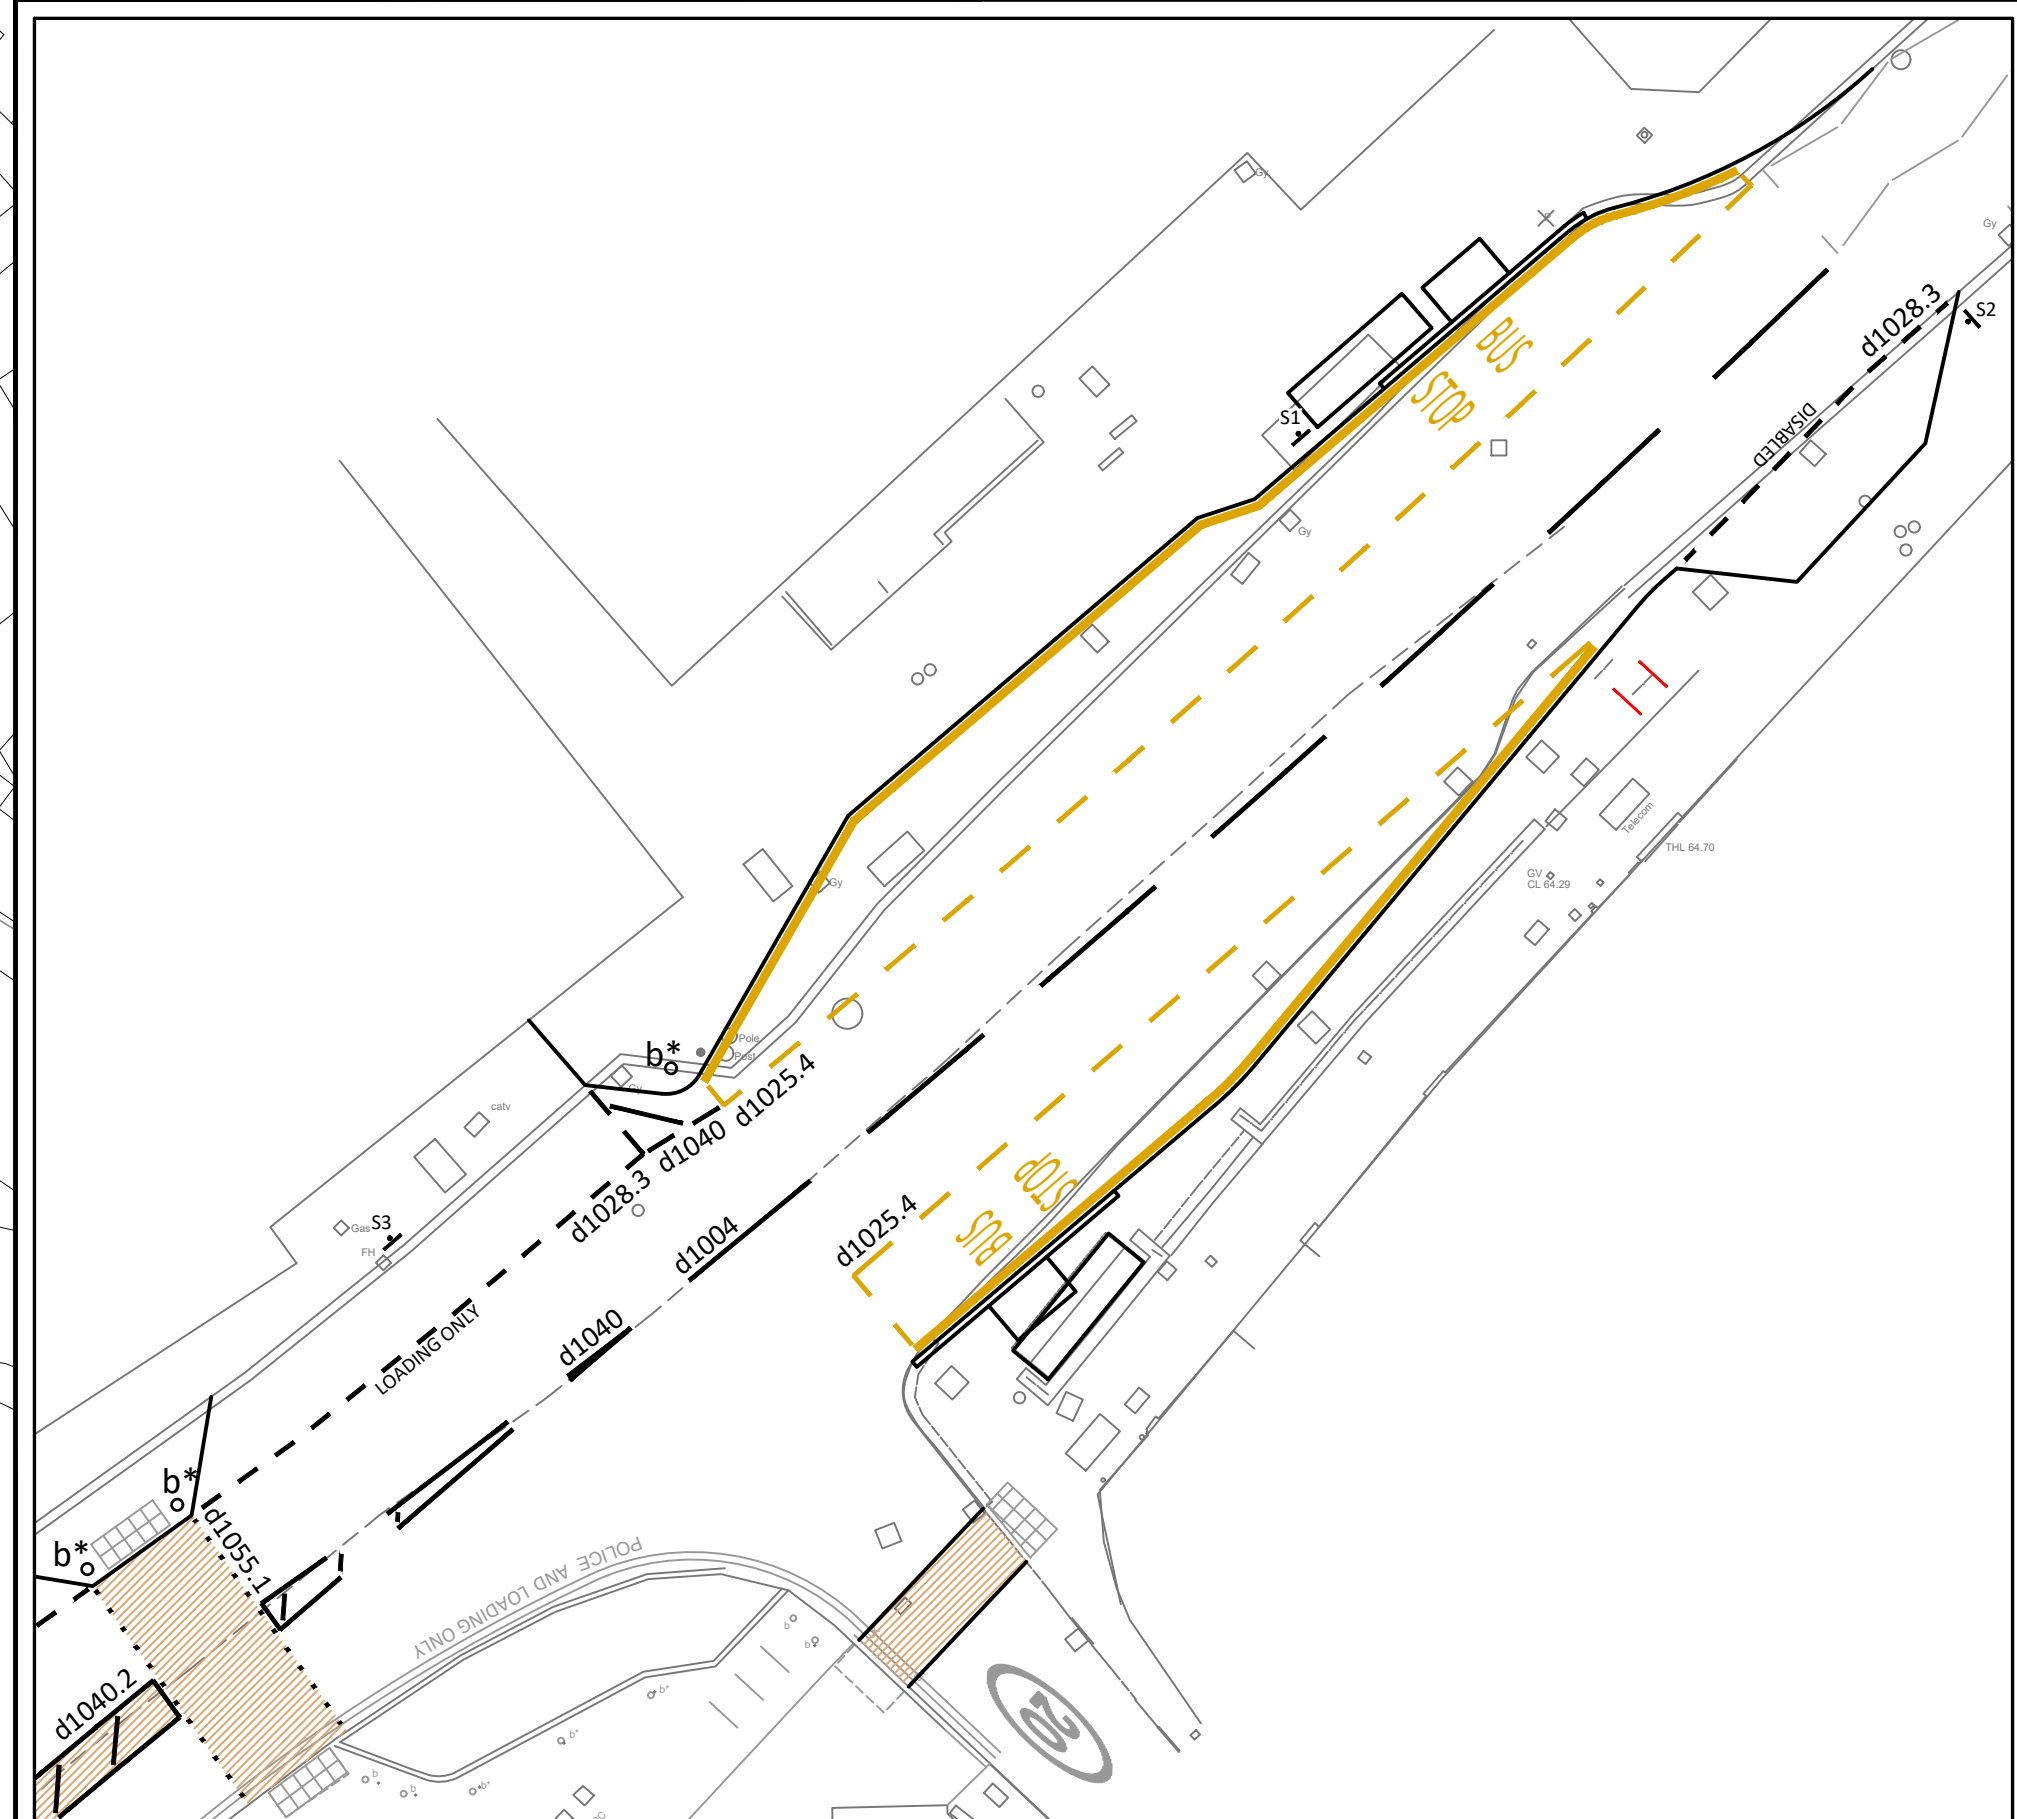 Gy
Gy
d1028.3
S2
BUS
STOP
S1
DISABLED
Gy
Telecom
THL 64.70
GV
CL 64.29
Gy
b*
Pole
Post
Gy
d1025.4
catv
d1040
d1028.3
Gas
S3
FH
d1004
d1025.4
STOP
BUS
LOADING ONLY
d1040
b*
d1055.1
b*
POLICE AND LOADING ONLY
b
b
d1040.2
b*
20
b*
b
b
b*